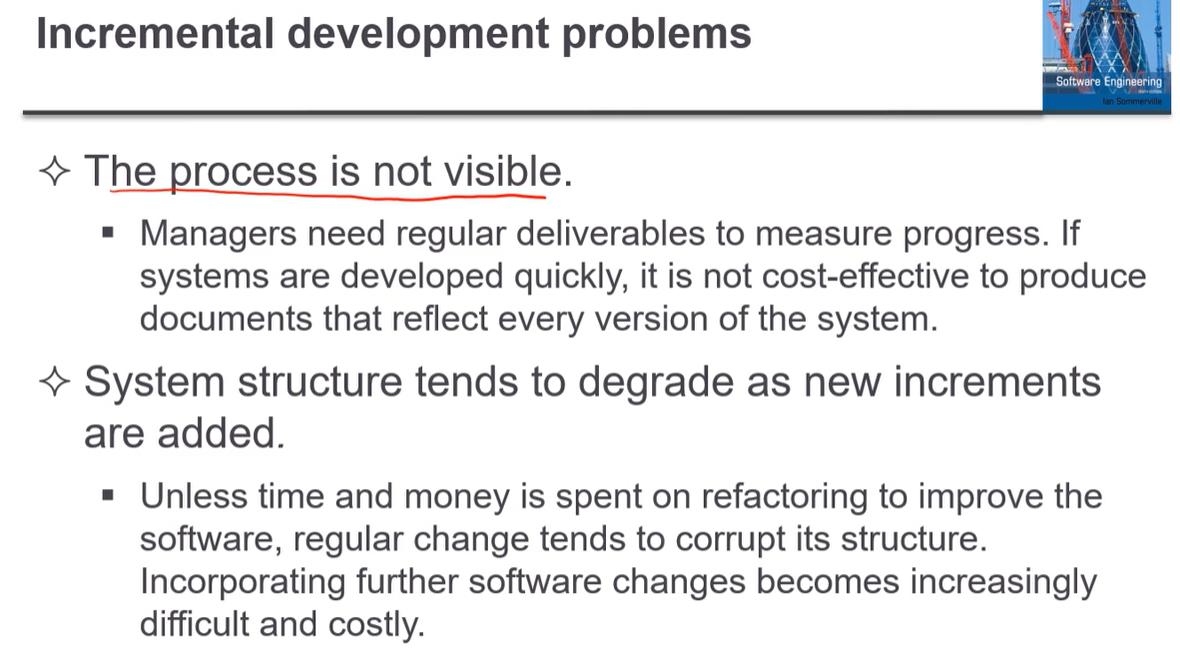 Incremental development problems
Software Engineering
Ian Sommerville
The process is not visible.
Managers need regular deliverables to measure progress. If
systems are developed quickly, it is not cost-effective to produce
documents that reflect every version of the system.
System structure tends to degrade as new increments
are added.
Unless time and money is spent on refactoring to improve the
software, regular change tends to corrupt its structure.
Incorporating further software changes becomes increasingly
difficult and costly.